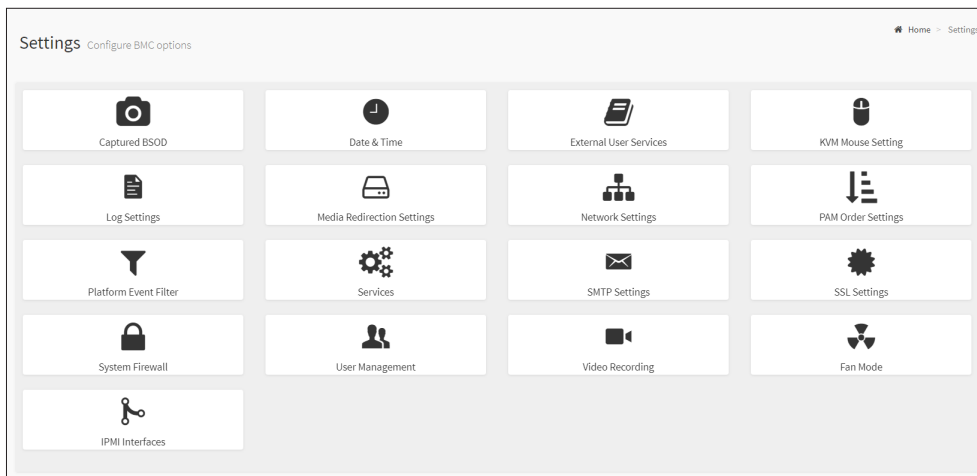 Settings Configure BMC options
Home > Settings
Captured BSOD
Date & Time
External User Services
KVM Mouse Setting
Log Settings
Media Redirection Settings
Network Settings
PAM Order Settings
Platform Event Filter
Services
SMTP Settings
SSL Settings
System Firewall
User Management
Video Recording
Fan Mode
IPMI Interfaces